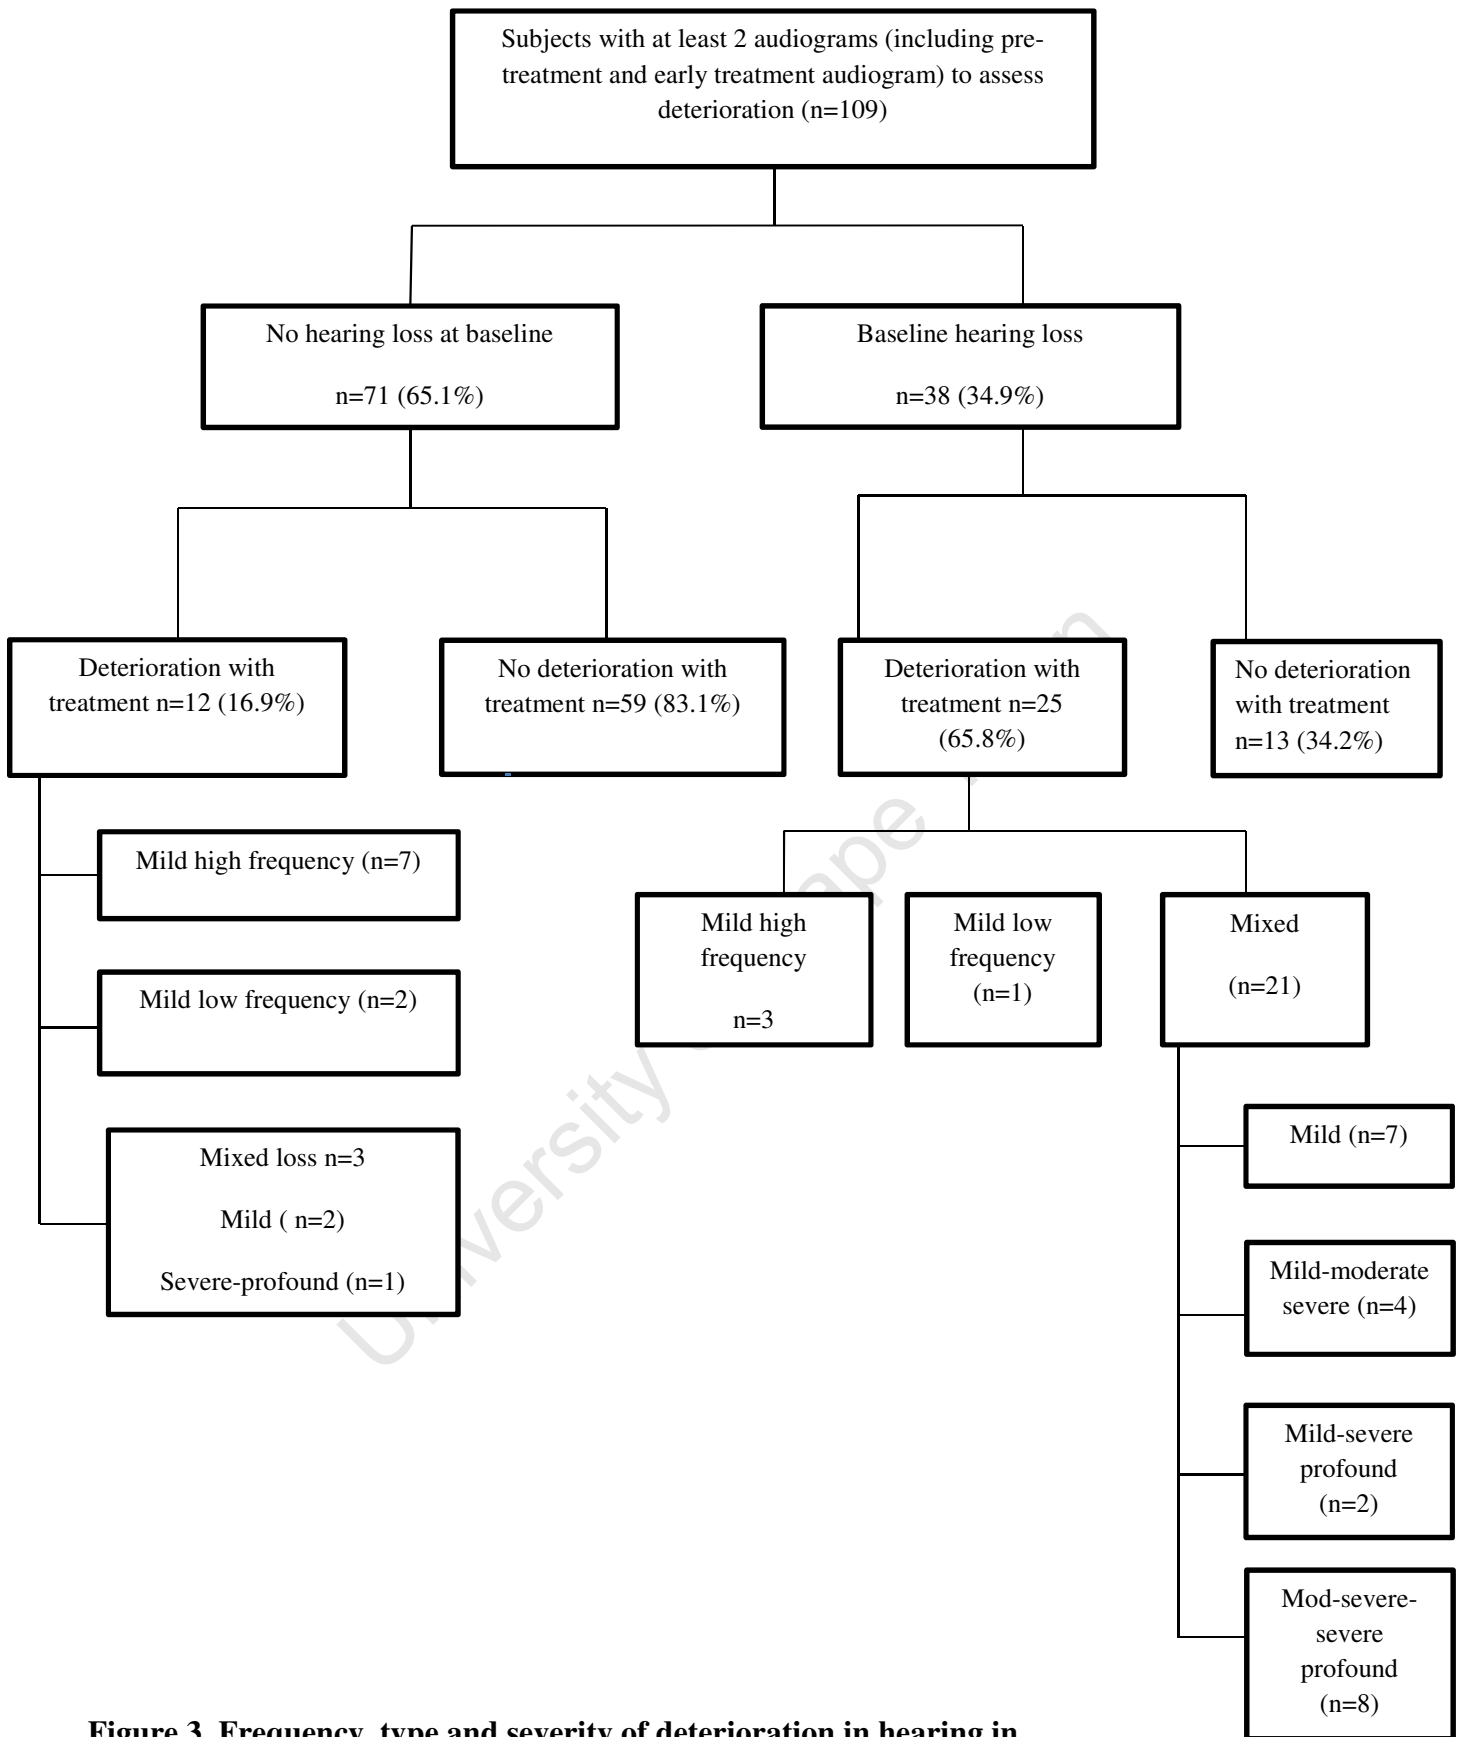 Subjects with at least 2 audiograms (including pre-
treatment and early treatment audiogram) to assess
deterioration (n=109)
No hearing loss at baseline
n=71 (65.1%)
Baseline hearing loss
n=38 (34.9%)
Deterioration with
treatment n=12 (16.9%)
No deterioration with
treatment n=59 (83.1%)
Deterioration with
treatment n=25
(65.8%)
No deterioration
with treatment
n=13 (34.2%)
Mild high frequency (n=7)
Mild low frequency (n=2)
Mixed loss n=3
Mild ( n=2)
Severe-profound (n=1)
Mild high
frequency
n=3
Mild low
frequency
(n=1)
Mixed
(n=21)
Mild (n=7)
Mild-moderate
severe (n=4)
Mild-severe
profound
(n=2)
Mod-severe-
severe
profound
(n=8)
University
ape
n
Figure 3. Frequency, type and severity of deterioration in hearing in